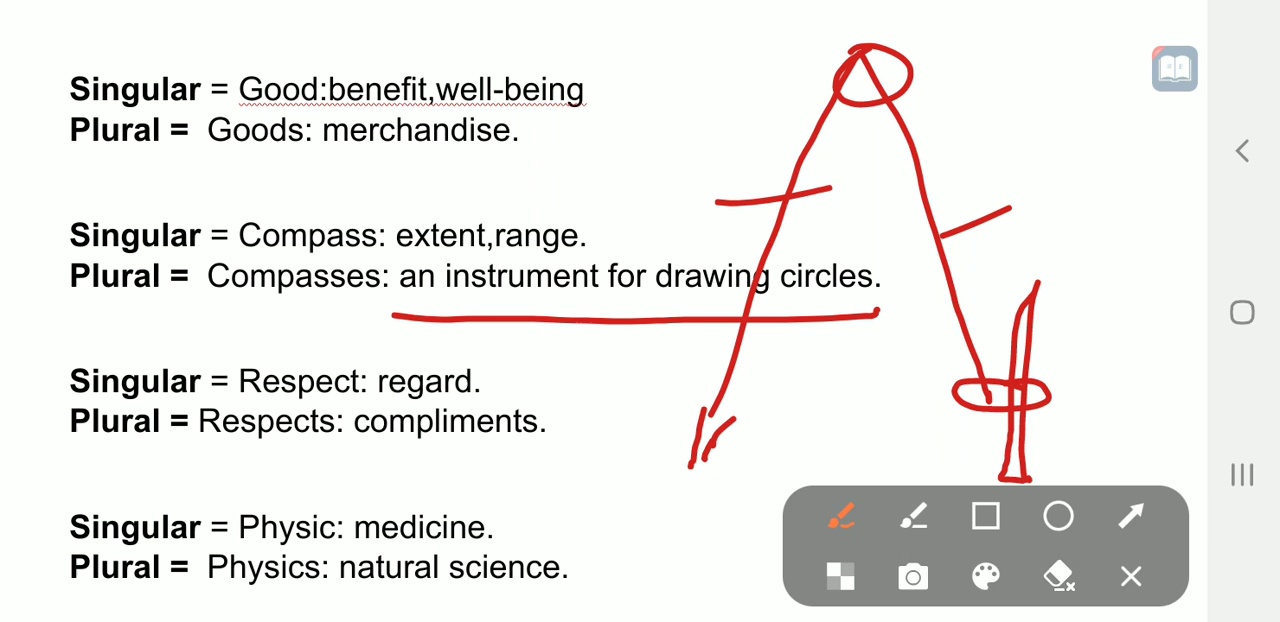 Singular = Good:benefit,well-being
Plural = Goods: merchandise.
Singular = Compass: extent,range.
Plural = Compasses: an instrument for drawing circles.
Singular = Respect: regard.
Plural = Respects: compliments.
Singular = Physic: medicine.
Plural = Physics: natural science.